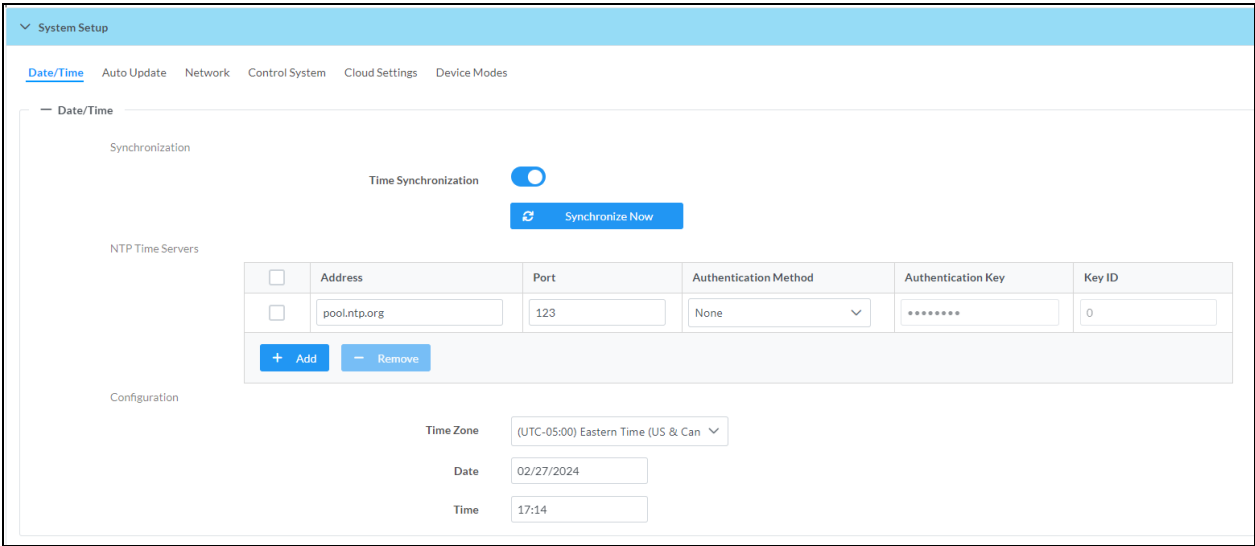 System Setup
Date/Time Auto Update Network Control System Cloud Settings Device Modes
Date/Time
Synchronization
Time Synchronization
Synchronize Now
NTP Time Servers
Address Port Authentication Method Authentication Key Key ID
pool.ntp.org 123 None •••••••• 0
+ Add − Remove
Configuration
Time Zone (UTC-05:00) Eastern Time (US & Can
Date 02/27/2024
Time 17:14